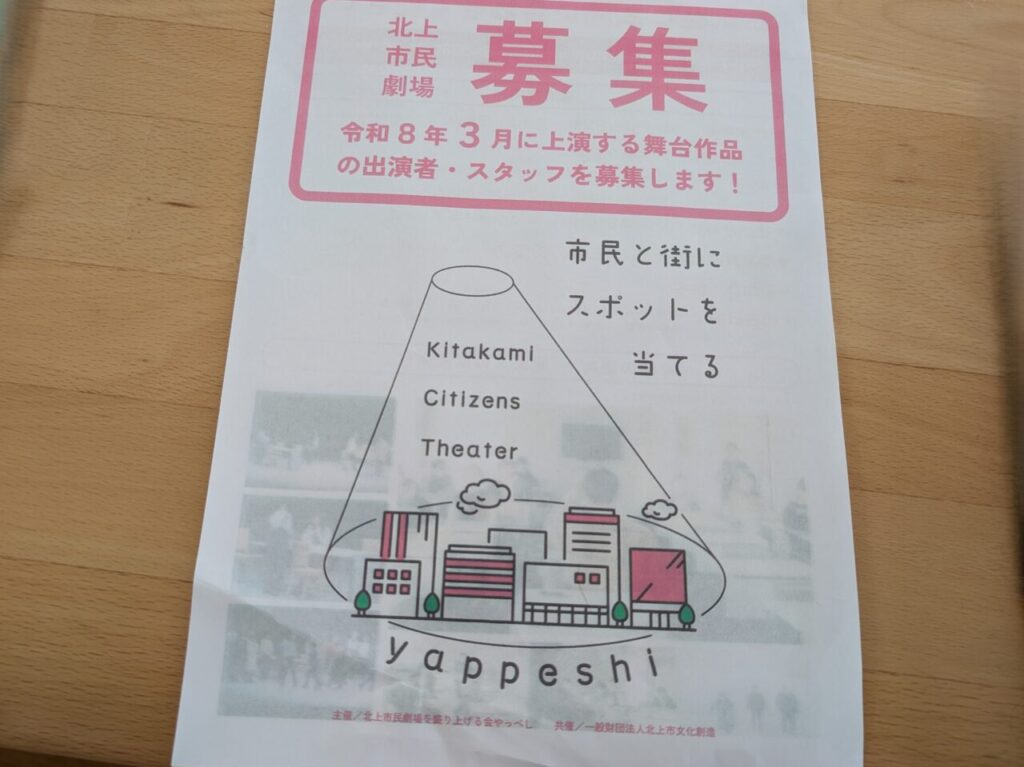 北上
市民
劇場
募集
令和8年3月に上演する舞台作品
の出演者・スタッフを募集します!
市民と街に
スポットを
当てる
Kitakami
Citizens
Theater
yappeshi
主催/北上市民劇場を盛り上げる会やっぺし 共催/一般財団法人北上市文化創造